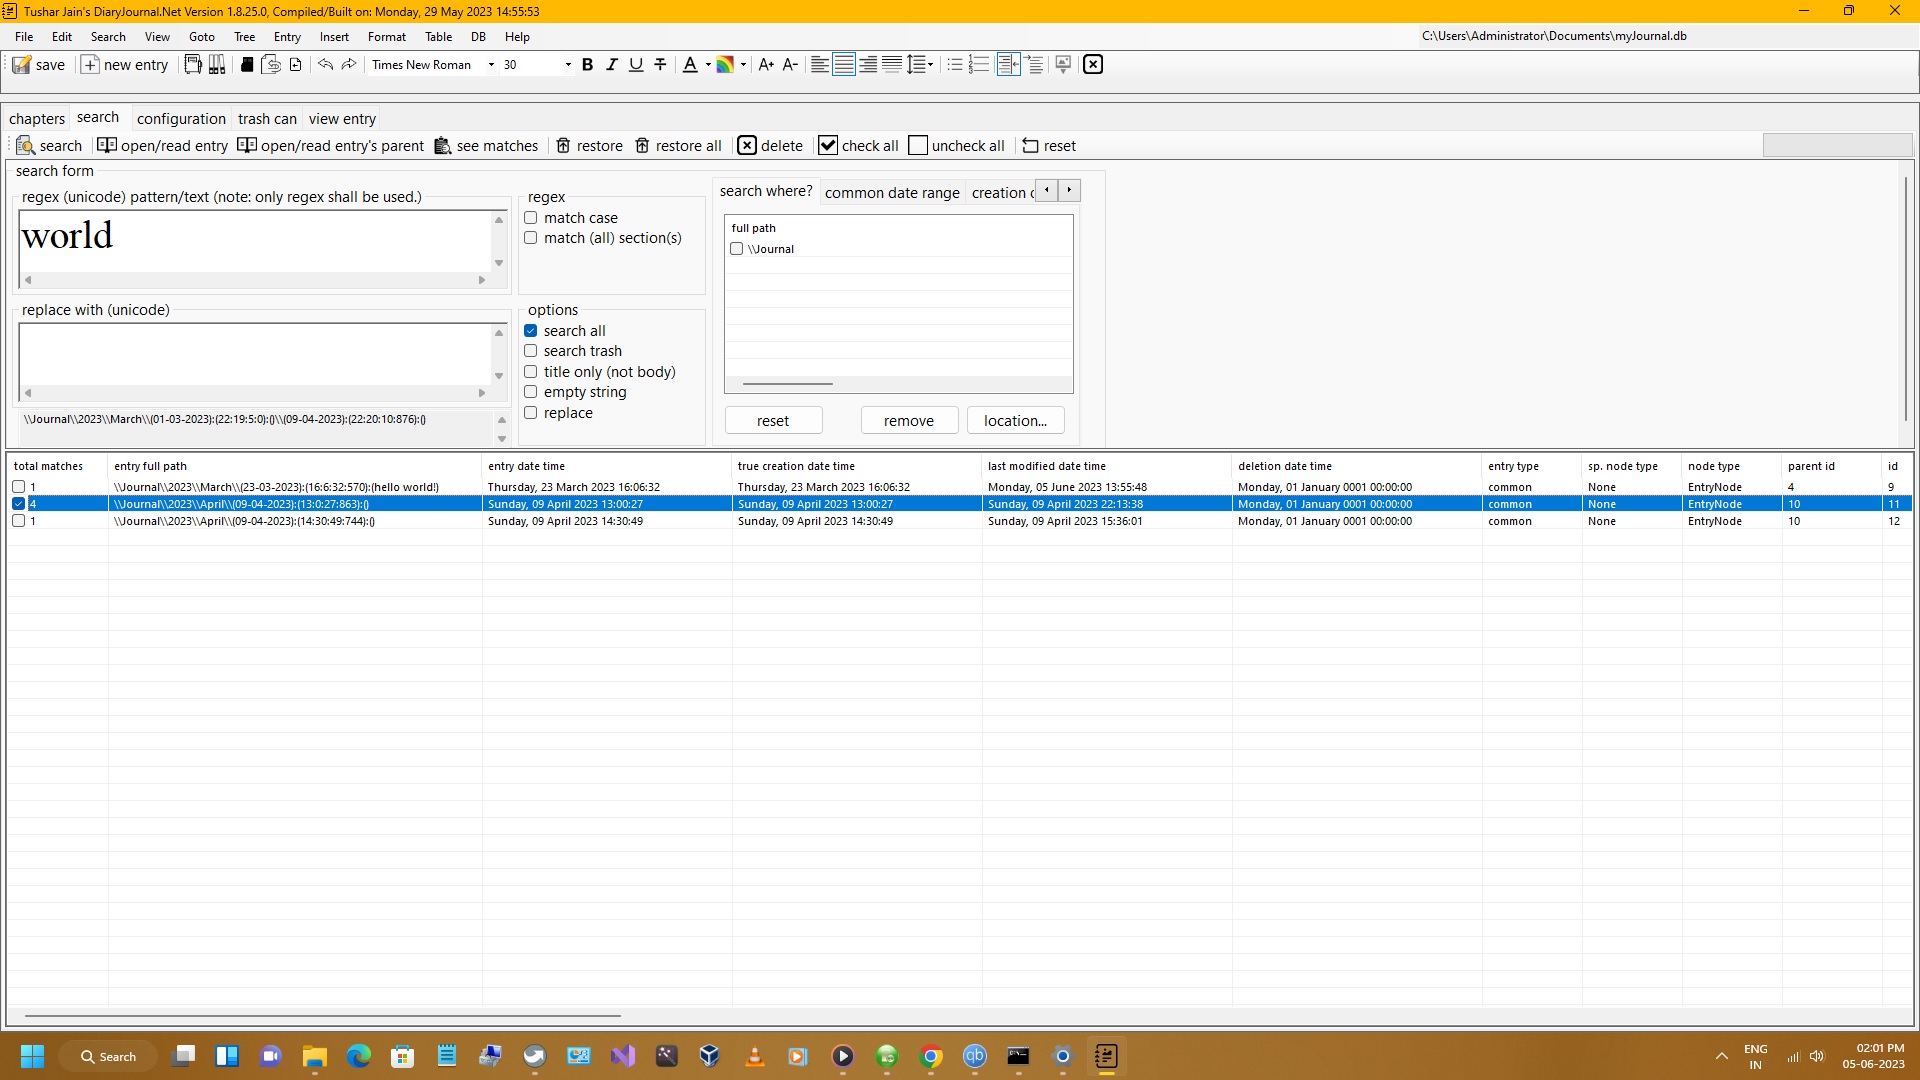 Tushar Jain's DiaryJournal.Net Version 1.8.25.0, Compiled/Built on: Monday, 29 May 2023 14:55:53
File Edit Search View Goto Tree Entry Insert Format Table DB Help C:\Users\Administrator\Documents\myJournal.db
save new entry Times New Roman 30 B I U T A A+ A-
chapters search configuration trash can view entry
search open/read entry open/read entry's parent see matches restore restore all delete check all uncheck all reset
search form
regex (unicode) pattern/text (note: only regex shall be used.)
world
replace with (unicode)
\\Journal\\2023\\March\\(01-03-2023):(22:19:5:0):()\\(09-04-2023):(22:20:10:876):()
regex
match case
match (all) section(s)
options
search all
search trash
title only (not body)
empty string
replace
search where? common date range creation
full path
\\Journal
reset remove location...
total matches entry full path entry date time true creation date time last modified date time deletion date time entry type sp. node type node type parent id id
1 \\Journal\\2023\\March\\(23-03-2023):(16:6:32:570):(hello world!) Thursday, 23 March 2023 16:06:32 Thursday, 23 March 2023 16:06:32 Monday, 05 June 2023 13:55:48 Monday, 01 January 0001 00:00:00 common None EntryNode 4 9
4 \\Journal\\2023\\April\\(09-04-2023):(13:0:27:863):() Sunday, 09 April 2023 13:00:27 Sunday, 09 April 2023 13:00:27 Sunday, 09 April 2023 22:13:38 Monday, 01 January 0001 00:00:00 common None EntryNode 10 11
1 \\Journal\\2023\\April\\(09-04-2023):(14:30:49:744):() Sunday, 09 April 2023 14:30:49 Sunday, 09 April 2023 14:30:49 Sunday, 09 April 2023 15:36:01 Monday, 01 January 0001 00:00:00 common None EntryNode 10 12
Search qb ENG 02:01 PM
IN 05-06-2023